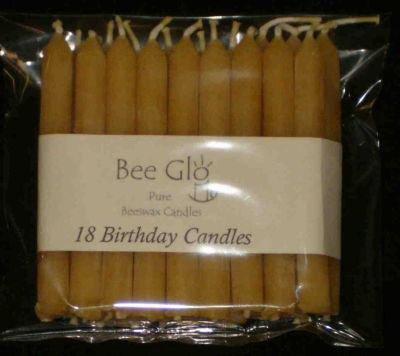 Bee Glo
Pure
Beeswax Candles
18 Birthday Candles